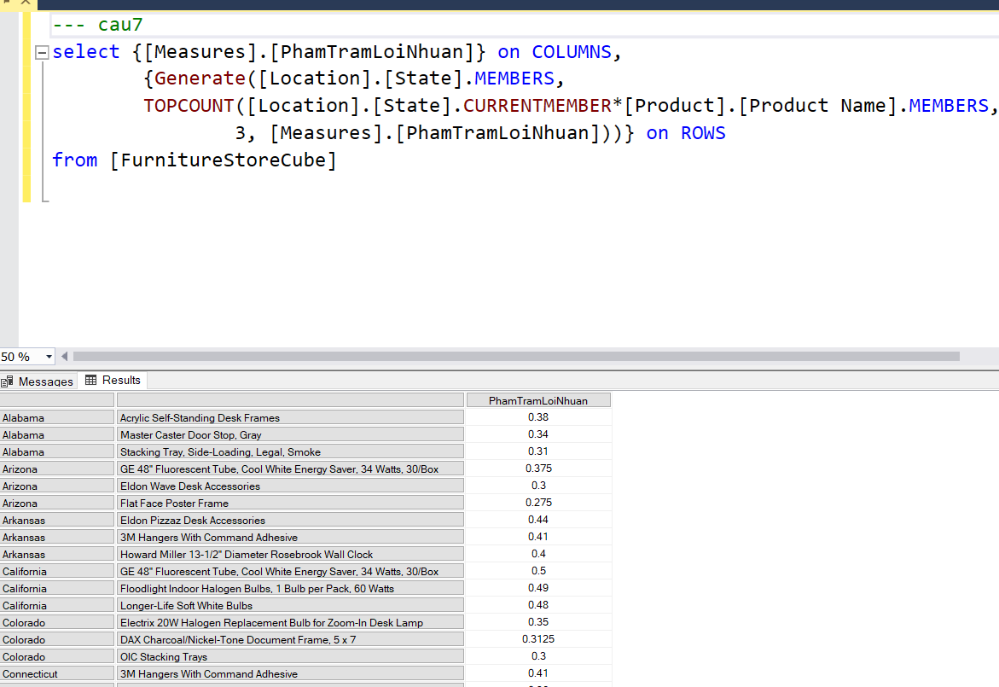 --- cau7
select {[Measures].[PhamTramLoiNhuan]} on COLUMNS,
{Generate([Location].[State].MEMBERS,
TOPCOUNT([Location].[State].CURRENTMEMBER*[Product].[Product Name].MEMBERS,
3, [Measures].[PhamTramLoiNhuan]))} on ROWS
from [FurnitureStoreCube]
50 %
Messages Results
PhamTramLoiNhuan
Alabama Acrylic Self-Standing Desk Frames 0.38
Alabama Master Caster Door Stop, Gray 0.34
Alabama Stacking Tray, Side-Loading, Legal, Smoke 0.31
Arizona GE 48" Fluorescent Tube, Cool White Energy Saver, 34 Watts, 30/Box 0.375
Arizona Eldon Wave Desk Accessories 0.3
Arizona Flat Face Poster Frame 0.275
Arkansas Eldon Pizzaz Desk Accessories 0.44
Arkansas 3M Hangers With Command Adhesive 0.41
Arkansas Howard Miller 13-1/2" Diameter Rosebrook Wall Clock 0.4
California GE 48" Fluorescent Tube, Cool White Energy Saver, 34 Watts, 30/Box 0.5
California Floodlight Indoor Halogen Bulbs, 1 Bulb per Pack, 60 Watts 0.49
California Longer-Life Soft White Bulbs 0.48
Colorado Electrix 20W Halogen Replacement Bulb for Zoom-In Desk Lamp 0.35
Colorado DAX Charcoal/Nickel-Tone Document Frame, 5 x 7 0.3125
Colorado OIC Stacking Trays 0.3
Connecticut 3M Hangers With Command Adhesive 0.41